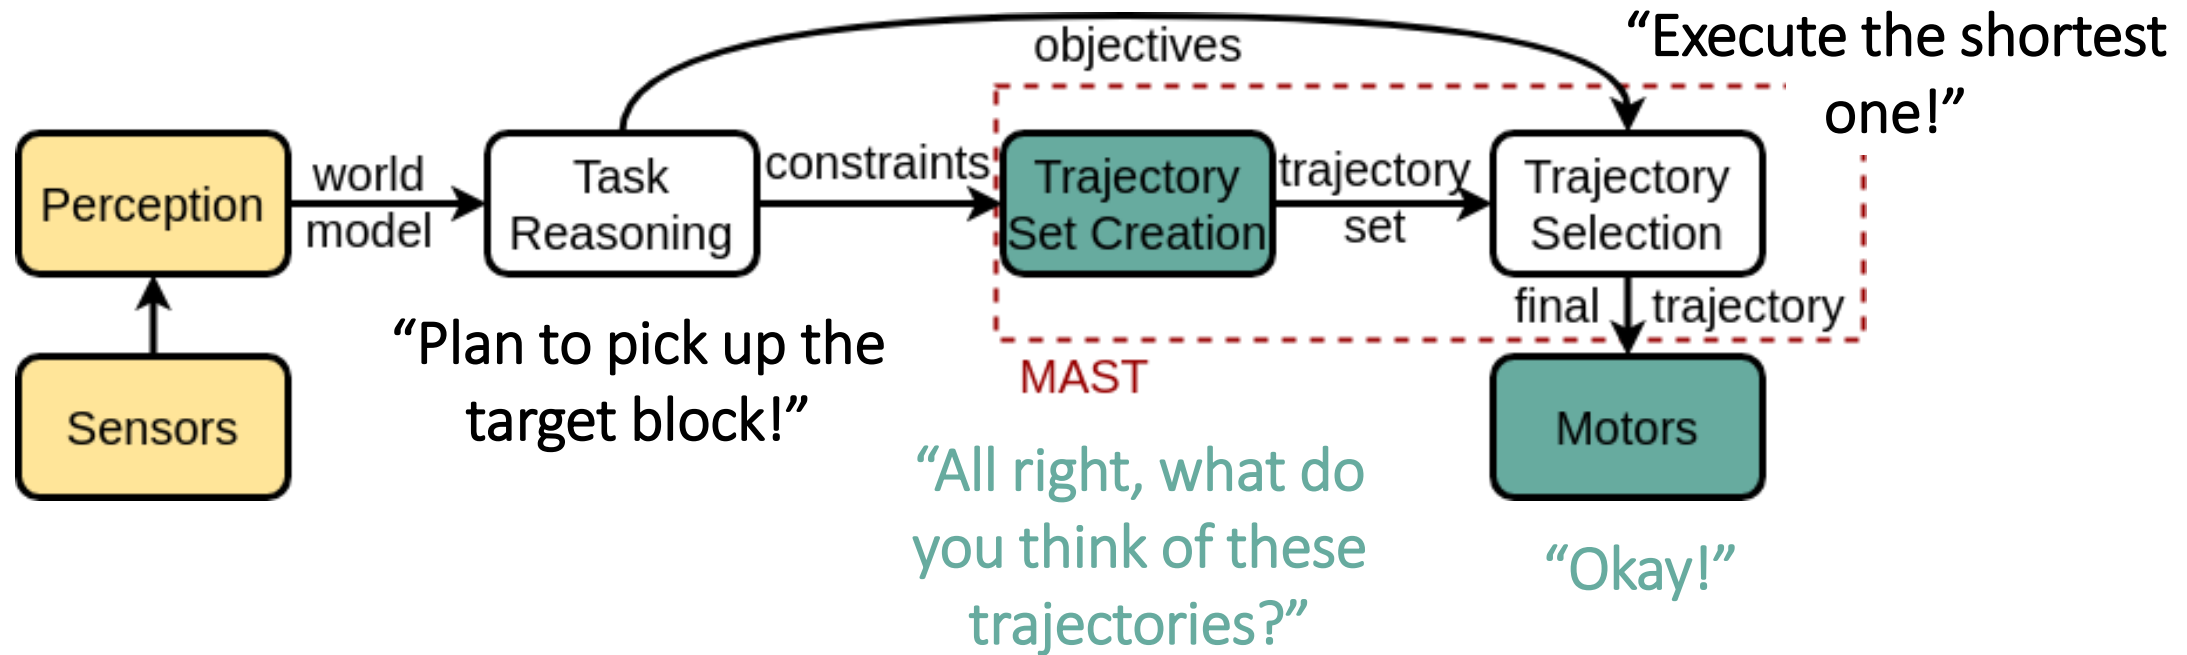 objectives
“Execute the shortest
one!”
Perception
world
model
Task
Reasoning
constraints
Trajectory
Set Creation
trajectory
set
Trajectory
Selection
final trajectory
“Plan to pick up the
target block!”
MAST
Sensors
Motors
“All right, what do
you think of these
trajectories?”
“Okay!”